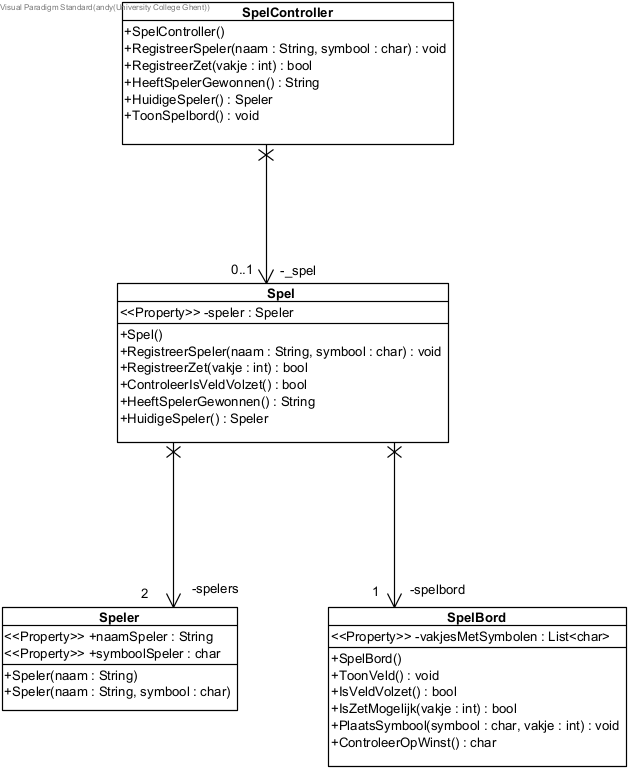 Visual Paradigm Standard(andy(University College Ghent))
SpelController
+SpelController()
+RegistreerSpeler(naam : String, symbool : char) : void
+RegistreerZet(vakje : int) : bool
+HeeftSpelerGewonnen() : String
+HuidigeSpeler() : Speler
+ToonSpelbord() : void
0..1 -_spel
Spel
<<Property>> -speler : Speler
+Spel()
+RegistreerSpeler(naam : String, symbool : char) : void
+RegistreerZet(vakje : int) : bool
+ControleerIsVeldVolzet() : bool
+HeeftSpelerGewonnen() : String
+HuidigeSpeler() : Speler
2 -spelers
1 -spelbord
Speler
<<Property>> +naamSpeler : String
<<Property>> +symboolSpeler : char
+Speler(naam : String)
+Speler(naam : String, symbool : char)
SpelBord
<<Property>> -vakjesMetSymbolen : List<char>
+SpelBord()
+ToonVeld() : void
+IsVeldVolzet() : bool
+IsZetMogelijk(vakje : int) : bool
+PlaatsSymbool(symbool : char, vakje : int) : void
+ControleerOpWinst() : char